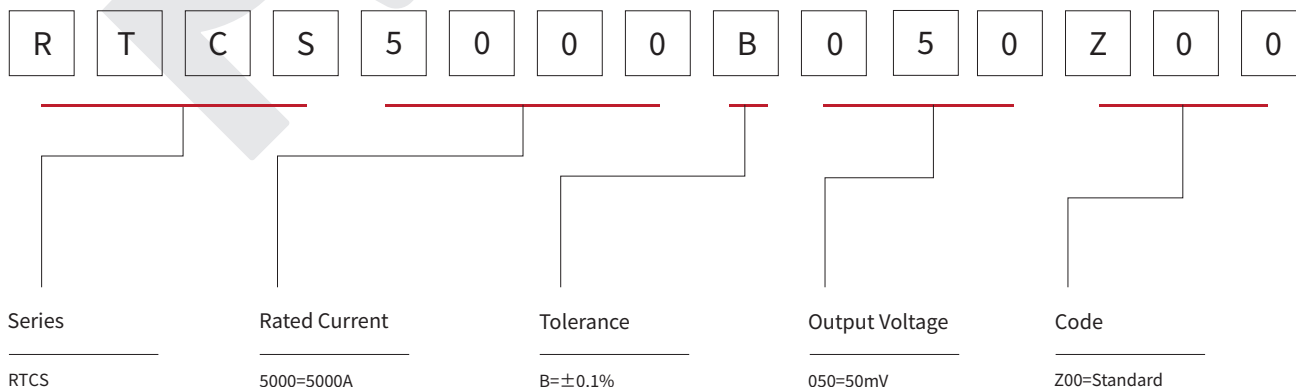 R T C S 5 0 0 0 B 0 5 0 Z 0 0
Series Rated Current Tolerance Output Voltage Code
RTCS 5000=5000A B=±0.1% 050=50mV Z00=Standard